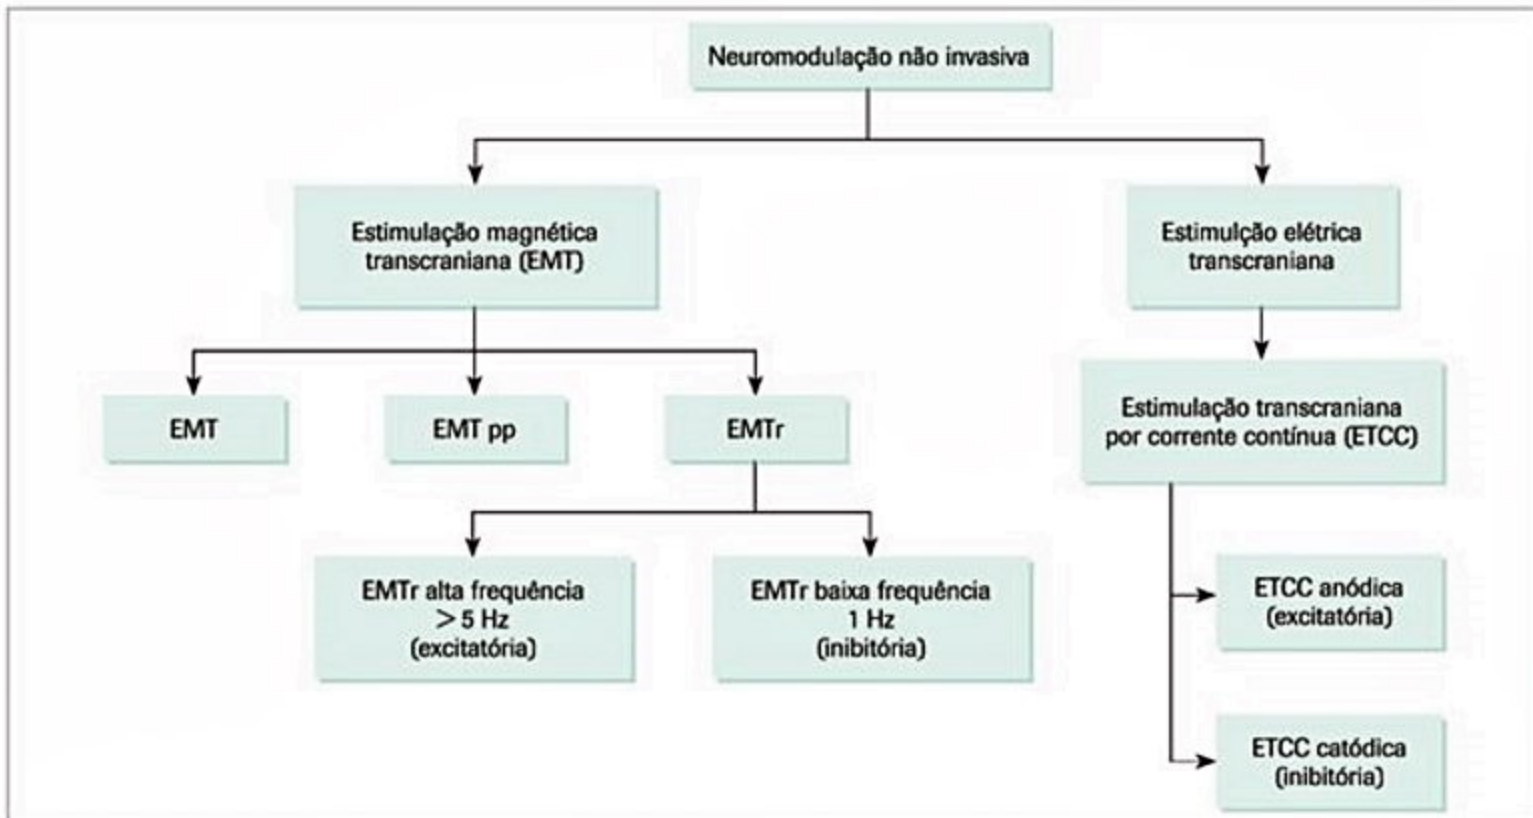 Neuromodulação não invasiva
Estimulação magnética
transcraniana (EMT)
Estimulção elétrica
transcraniana
EMT
EMT pp
EMTr
Estimulação transcraniana
por corrente contínua (ETCC)
EMTr alta frequência
> 5 Hz
(excitatória)
EMTr baixa frequência
1 Hz
(inibitória)
ETCC anódica
(excitatória)
ETCC catódica
(inibitória)